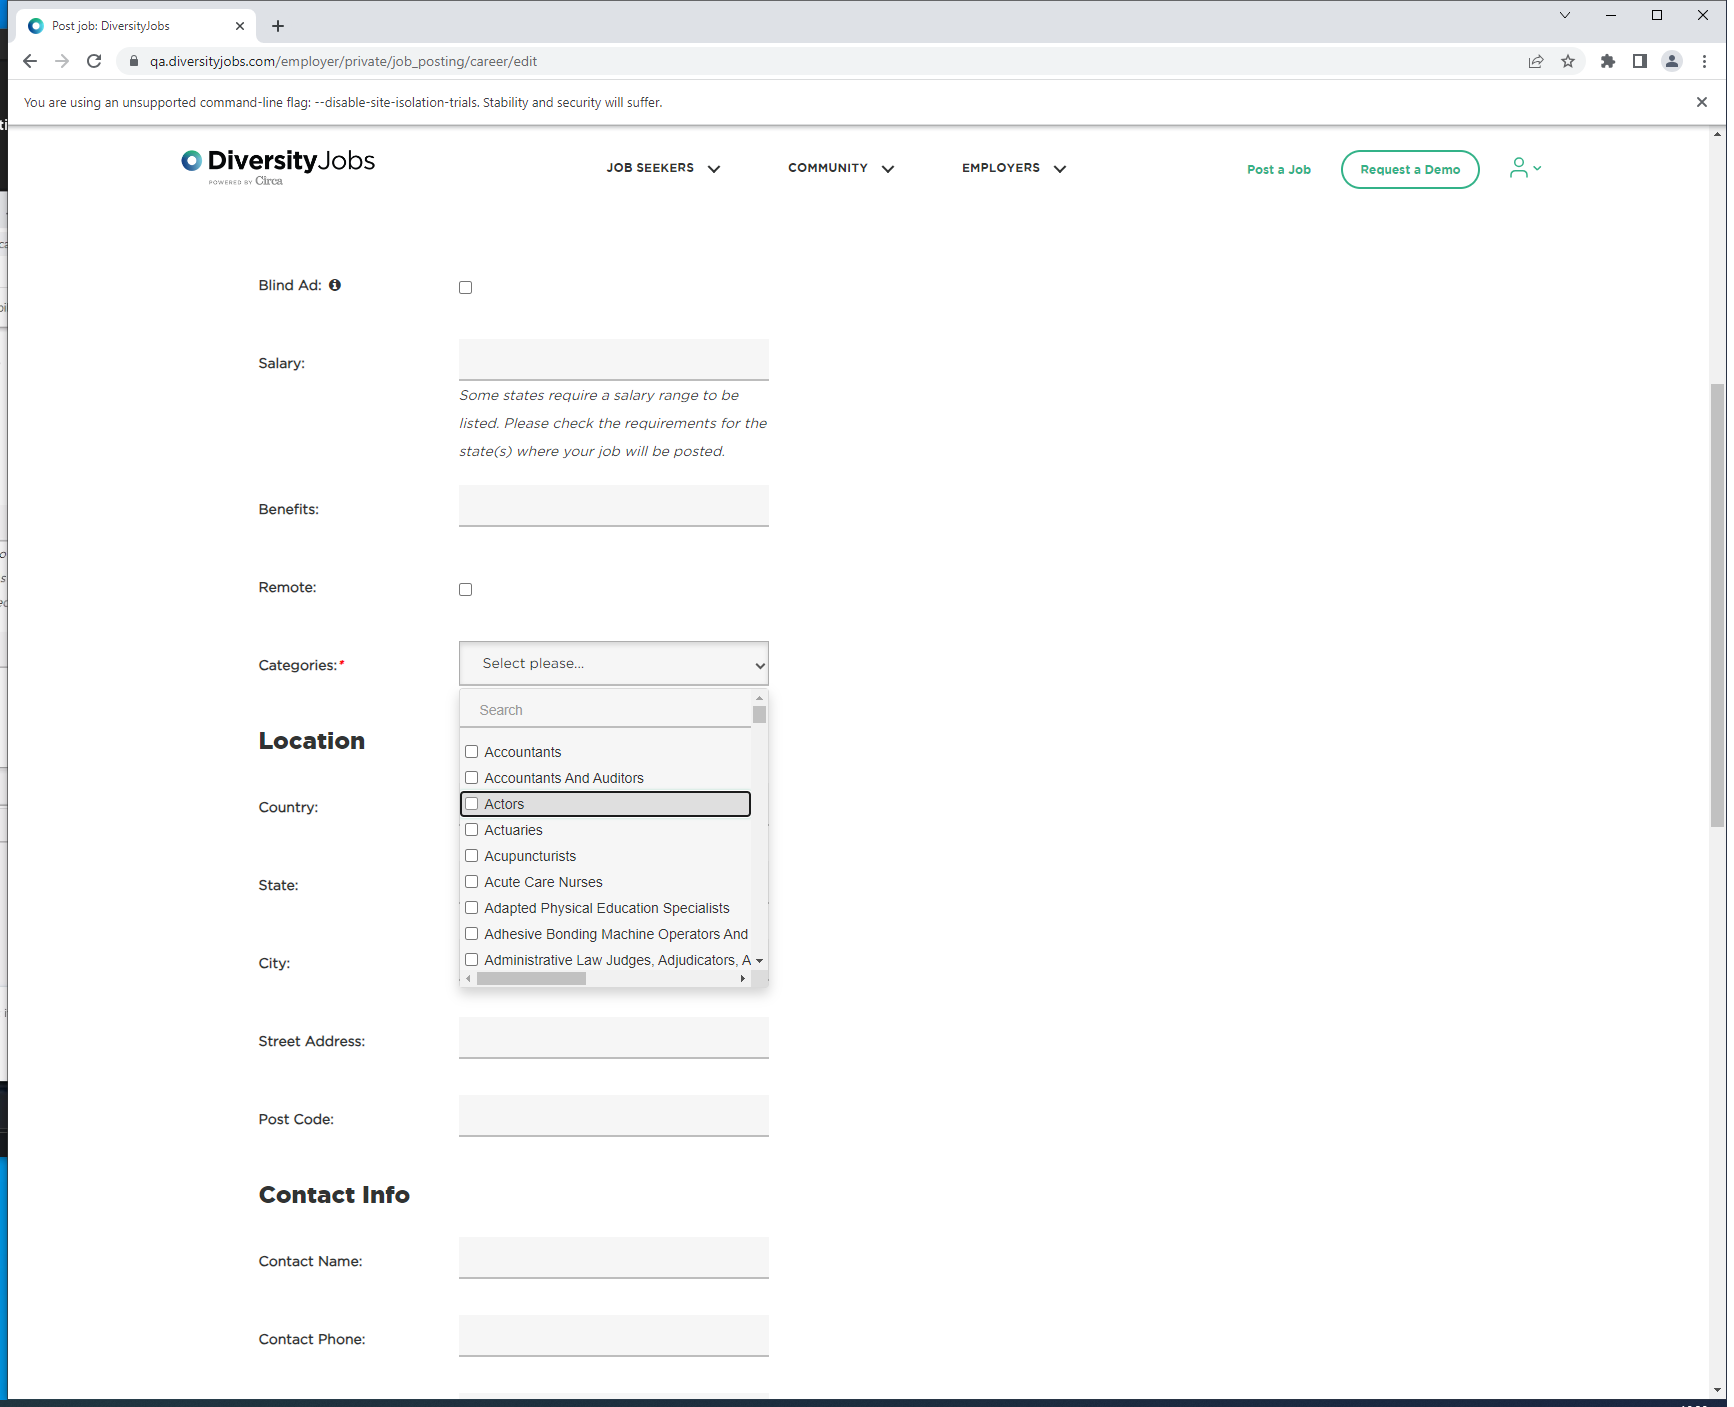 Post job: DiversityJobs
qa.diversityjobs.com/employer/private/job_posting/career/edit
You are using an unsupported command-line flag: --disable-site-isolation-trials. Stability and security will suffer.
DiversityJobs
POWERED BY Circa
JOB SEEKERS
COMMUNITY
EMPLOYERS
Post a Job
Request a Demo
Blind Ad:
Salary:
Some states require a salary range to be
listed. Please check the requirements for the
state(s) where your job will be posted.
Benefits:
Remote:
Categories:*
Select please...
Search
Accountants
Accountants And Auditors
Actors
Actuaries
Acupuncturists
Acute Care Nurses
Adapted Physical Education Specialists
Adhesive Bonding Machine Operators And
Administrative Law Judges, Adjudicators, A
Location
Country:
State:
City:
Street Address:
Post Code:
Contact Info
Contact Name:
Contact Phone: